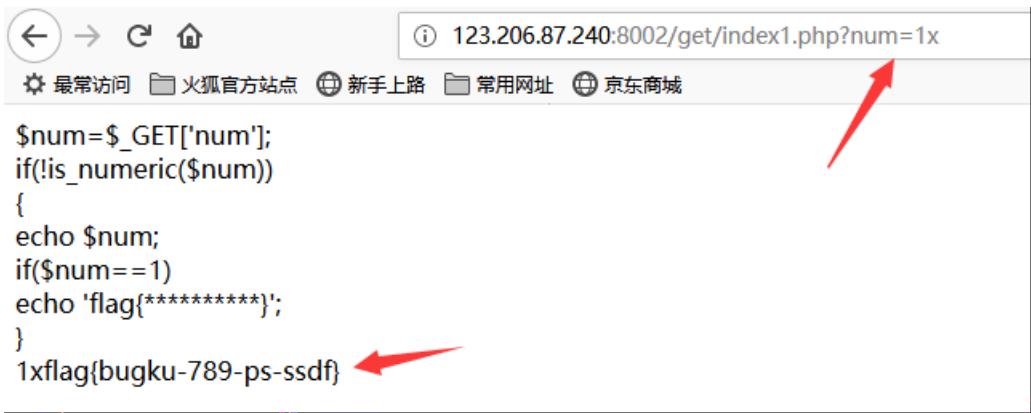 123.206.87.240:8002/get/index1.php?num=1x
最常访问 火狐官方站点 新手上路 常用网址 京东商城
$num=$_GET['num'];
if(!is_numeric($num))
{
echo $num;
if($num==1)
echo 'flag{**********}';
}
1xflag{bugku-789-ps-ssdf}